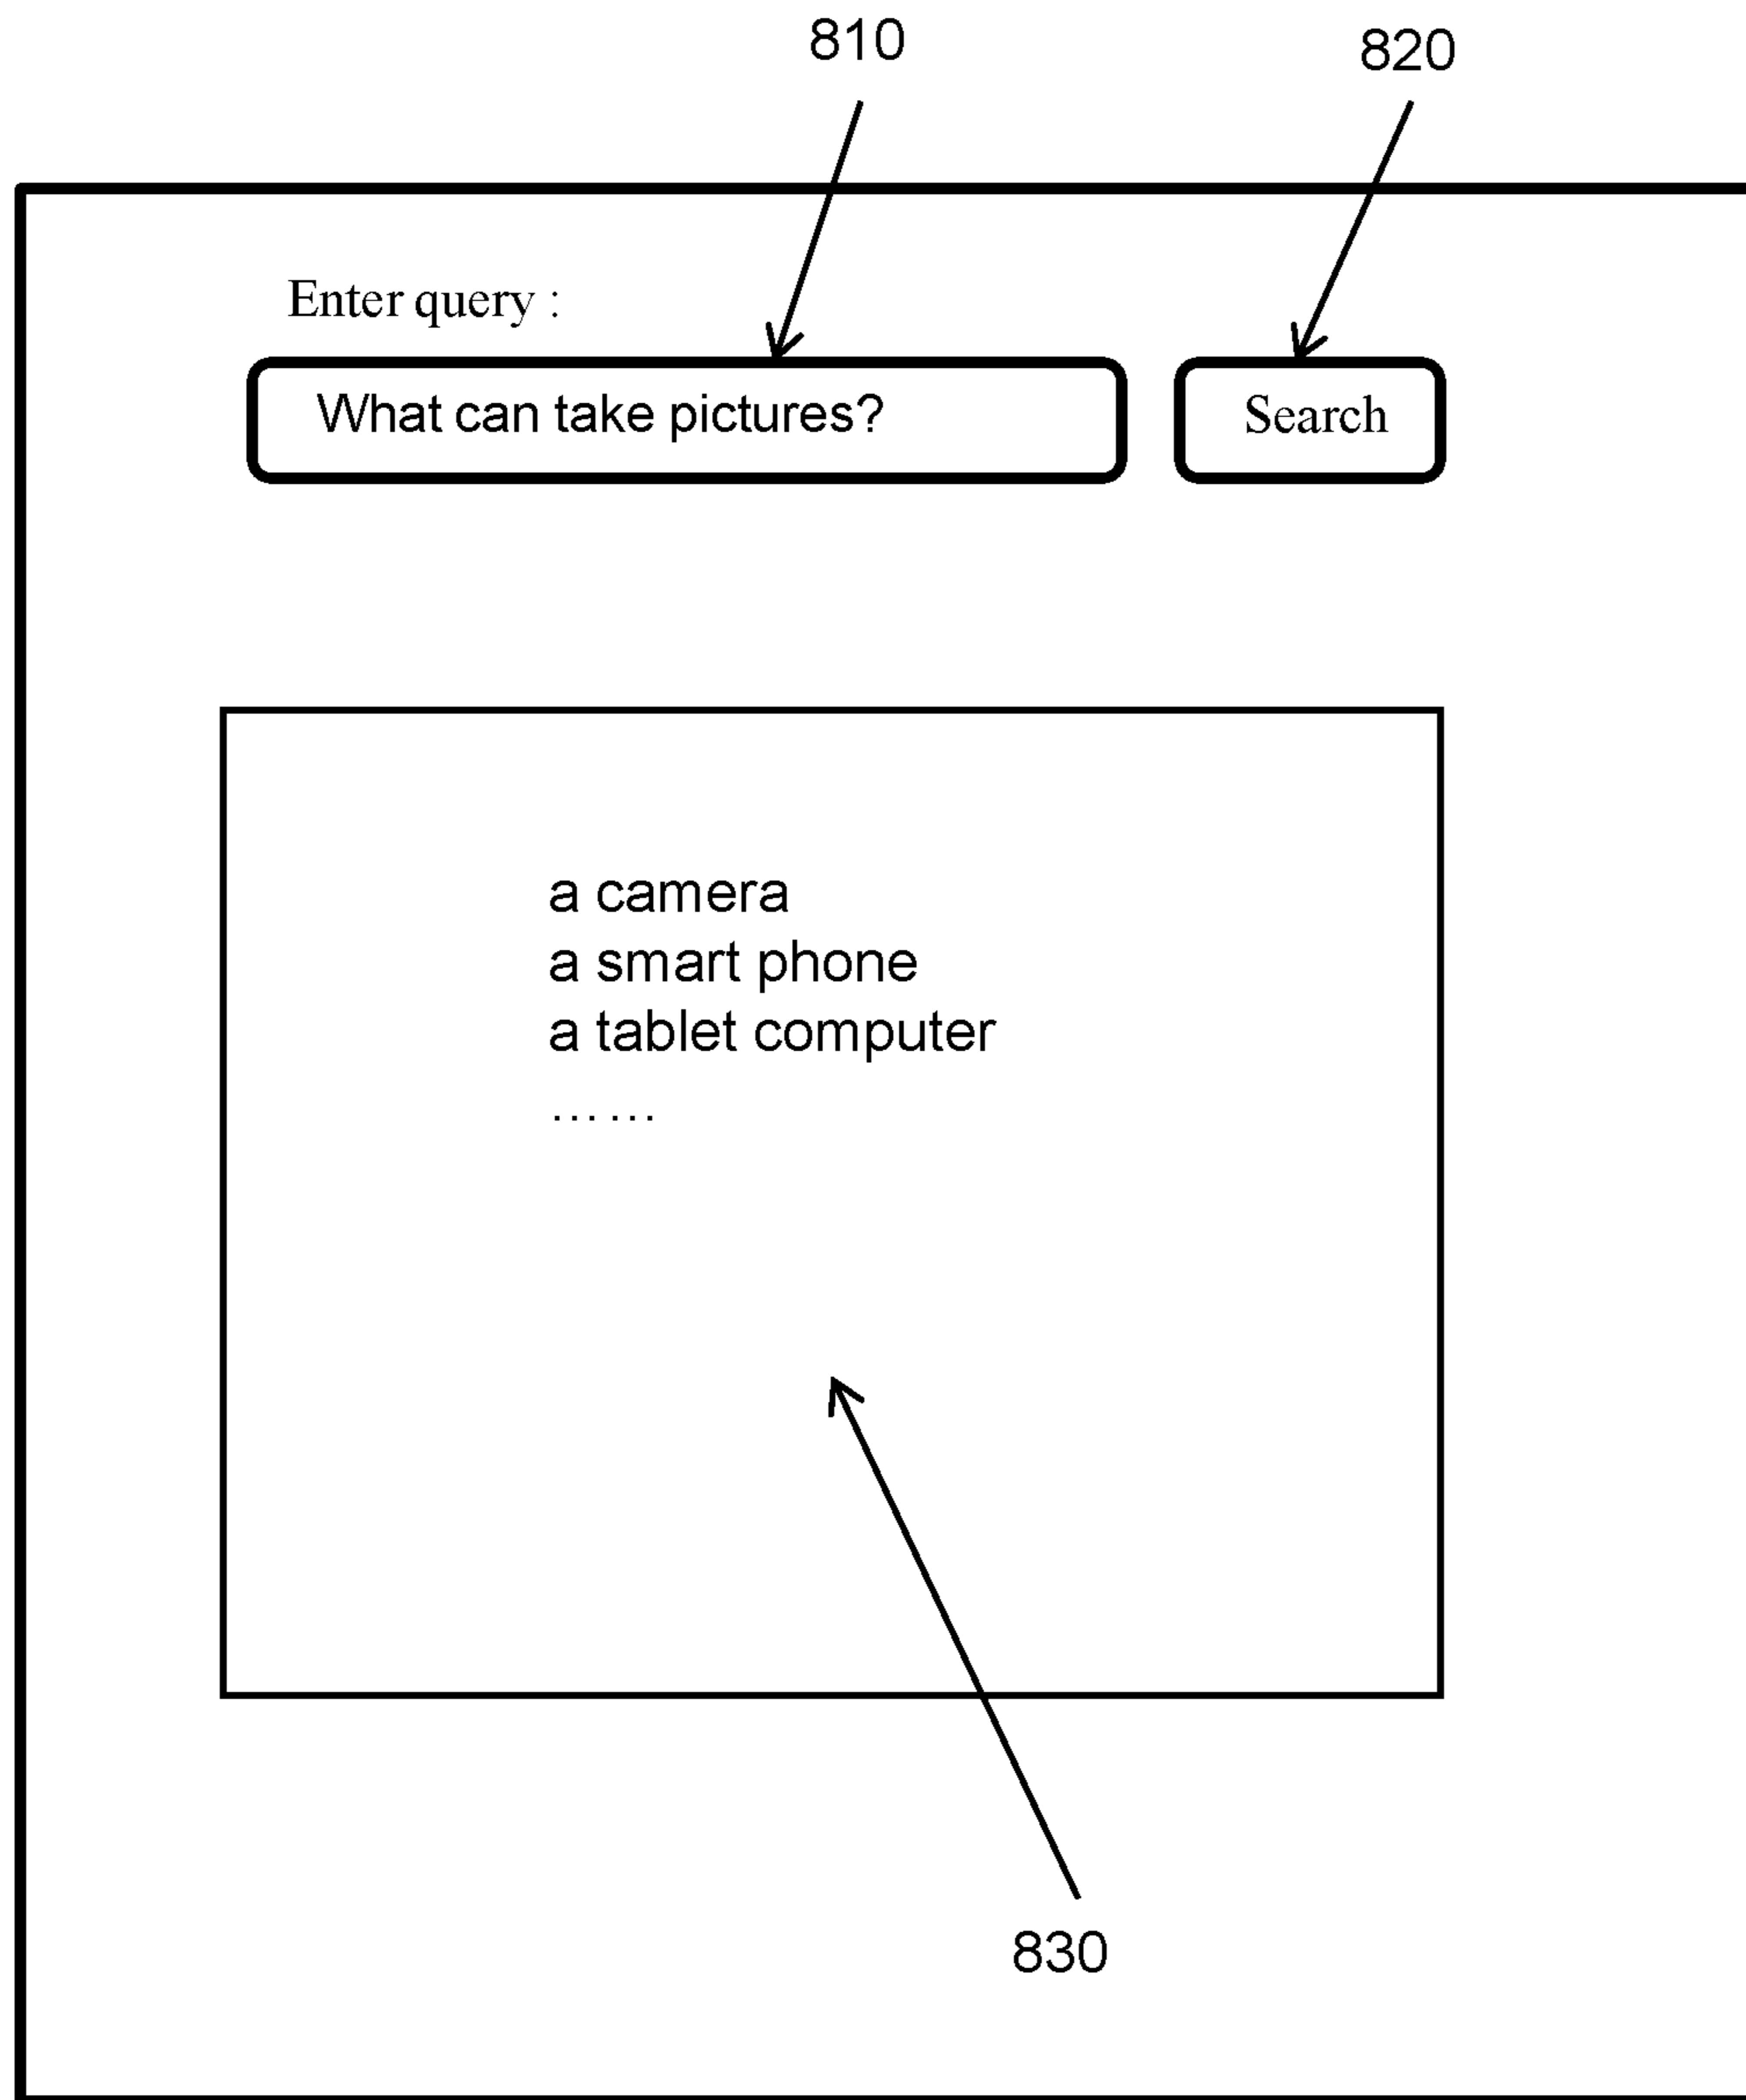 810
820
Enter query :
What can take pictures?
Search
a camera
a smart phone
a tablet computer
……
830